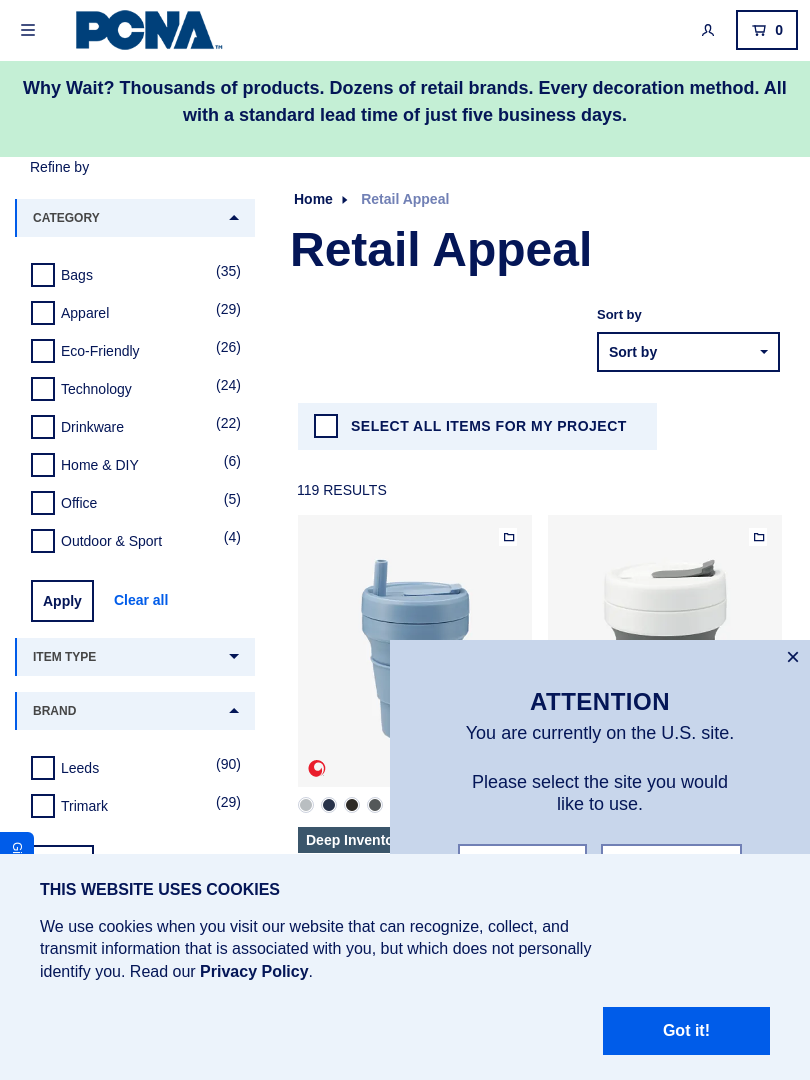 PCNA™
0
Why Wait? Thousands of products. Dozens of retail brands. Every decoration method. All
with a standard lead time of just five business days.
Refine by
CATEGORY
Bags (35)
Apparel (29)
Eco-Friendly (26)
Technology (24)
Drinkware (22)
Home & DIY (6)
Office (5)
Outdoor & Sport (4)
Apply Clear all
ITEM TYPE
BRAND
Leeds (90)
Trimark (29)
Home Retail Appeal
Retail Appeal
Sort by
Sort by
SELECT ALL ITEMS FOR MY PROJECT
119 RESULTS
ATTENTION
You are currently on the U.S. site.
Please select the site you would
like to use.
THIS WEBSITE USES COOKIES
We use cookies when you visit our website that can recognize, collect, and
transmit information that is associated with you, but which does not personally
identify you. Read our Privacy Policy.
Got it!
Deep